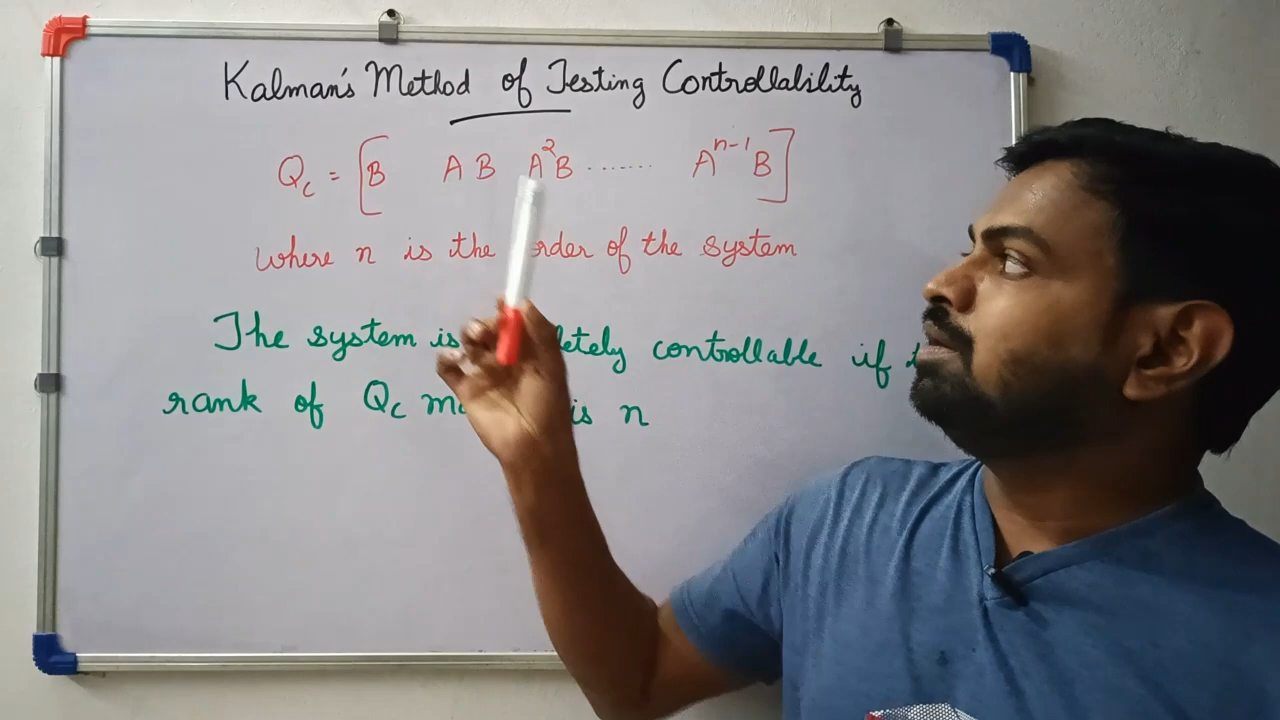 Kalman's Method of Testing Controllability
Qc = [B AB A²B ....... Aⁿ⁻¹B]
where n is the order of the system
The system is controllable if
rank of Qc is n